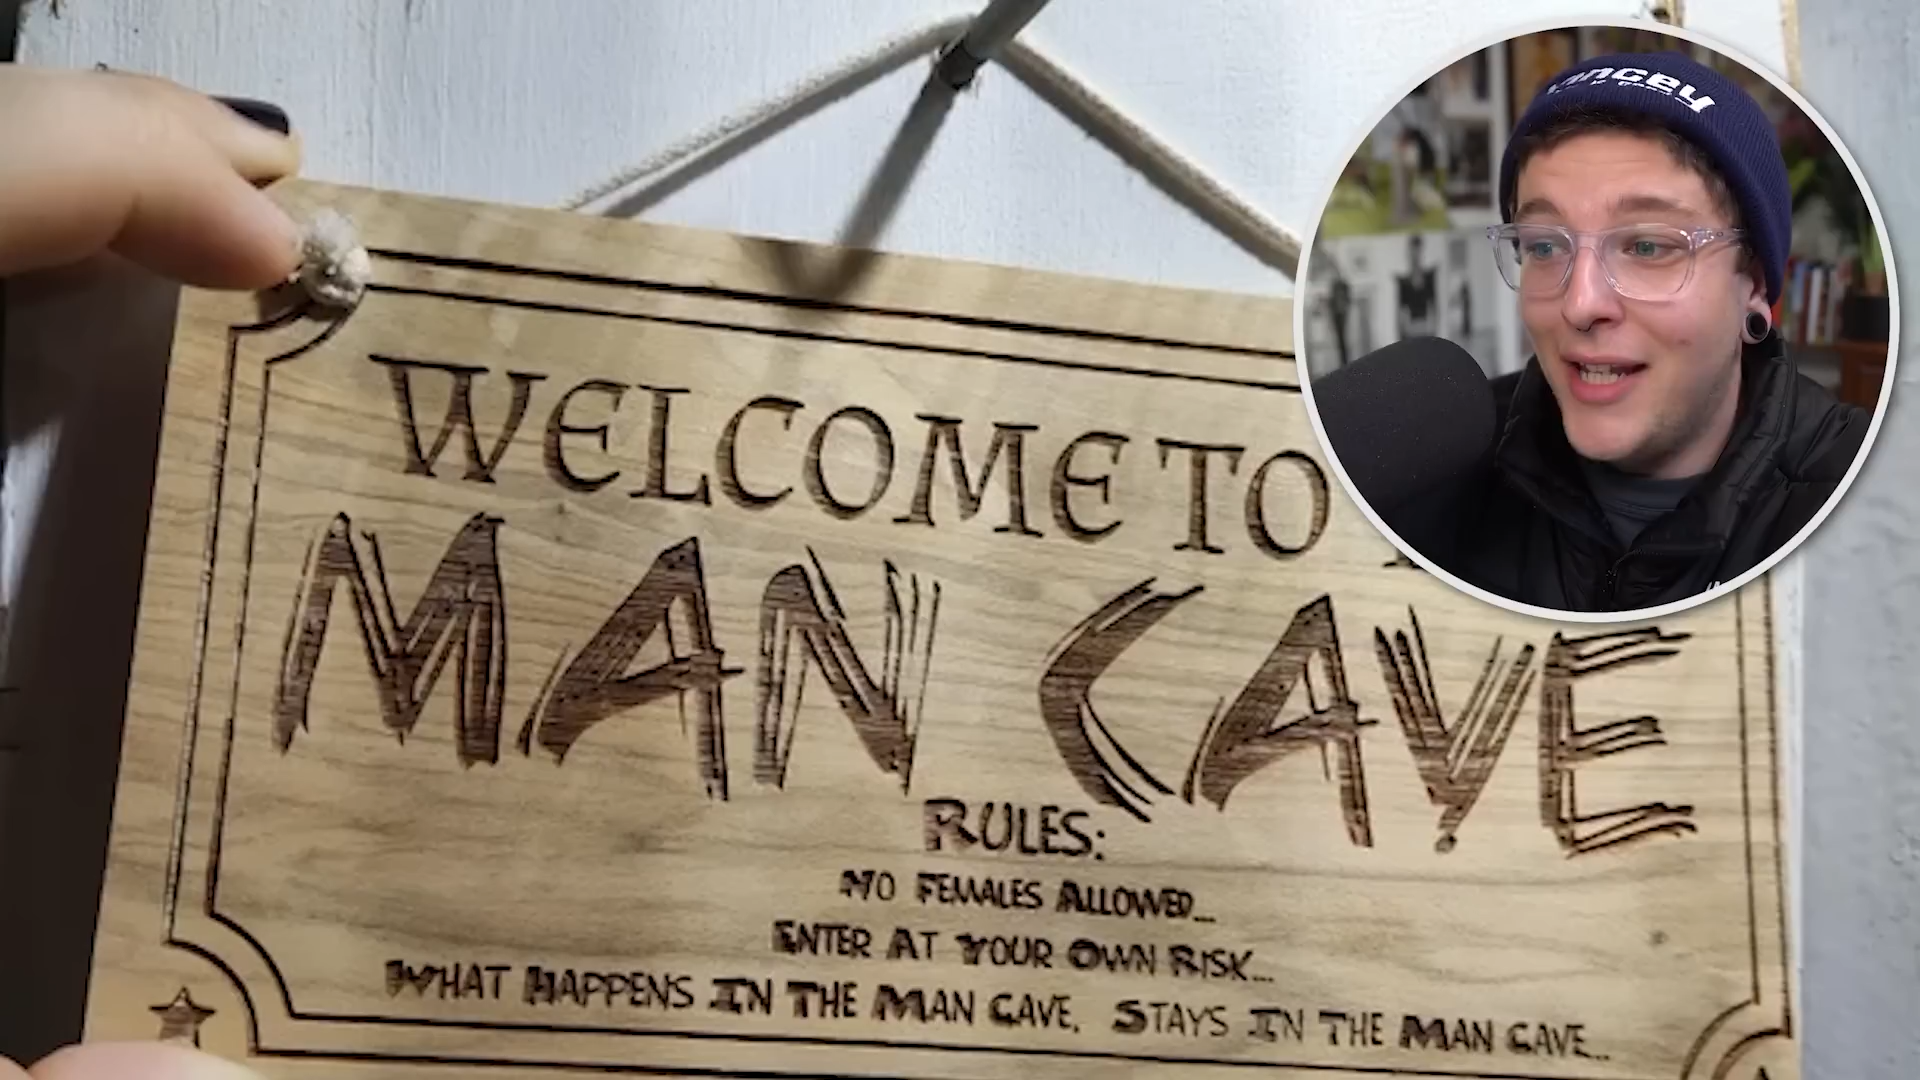 WELCOME TO
MAN CAVE
RULES:
NO FEMALES ALLOWED...
ENTER AT YOUR OWN RISK...
WHAT HAPPENS IN THE MAN CAVE, STAYS IN THE MAN CAVE...